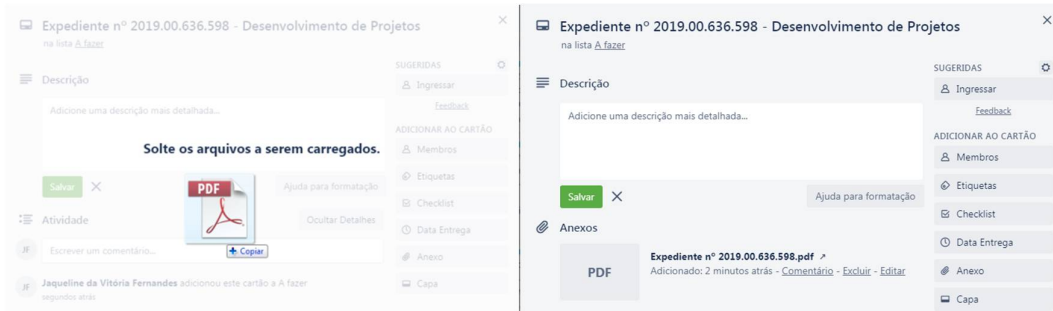 Expediente nº 2019.00.636.598 - Desenvolvimento de Projetos
na lista A fazer
SUGERIDAS
Ingressar
Feedback
Descrição
Adicione uma descrição mais detalhada...
ADICIONAR AO CARTÃO
Solte os arquivos a serem carregados.
Membros
Etiquetas
Salvar
PDF
Ajuda para formatação
Checklist
Atividade
Ocultar Detalhes
Data Entrega
JF
Escrever um comentário...
Copiar
Anexo
JF
Jaqueline da Vitória Fernandes adicionou este cartão a A fazer
segundos atrás
Capa
Expediente nº 2019.00.636.598 - Desenvolvimento de Projetos
na lista A fazer
SUGERIDAS
Ingressar
Feedback
Descrição
Adicione uma descrição mais detalhada...
ADICIONAR AO CARTÃO
Membros
Etiquetas
Salvar
Ajuda para formatação
Checklist
Anexos
Data Entrega
PDF
Expediente nº 2019.00.636.598.pdf ↗
Adicionado: 2 minutos atrás - Comentário - Excluir - Editar
Anexo
Capa